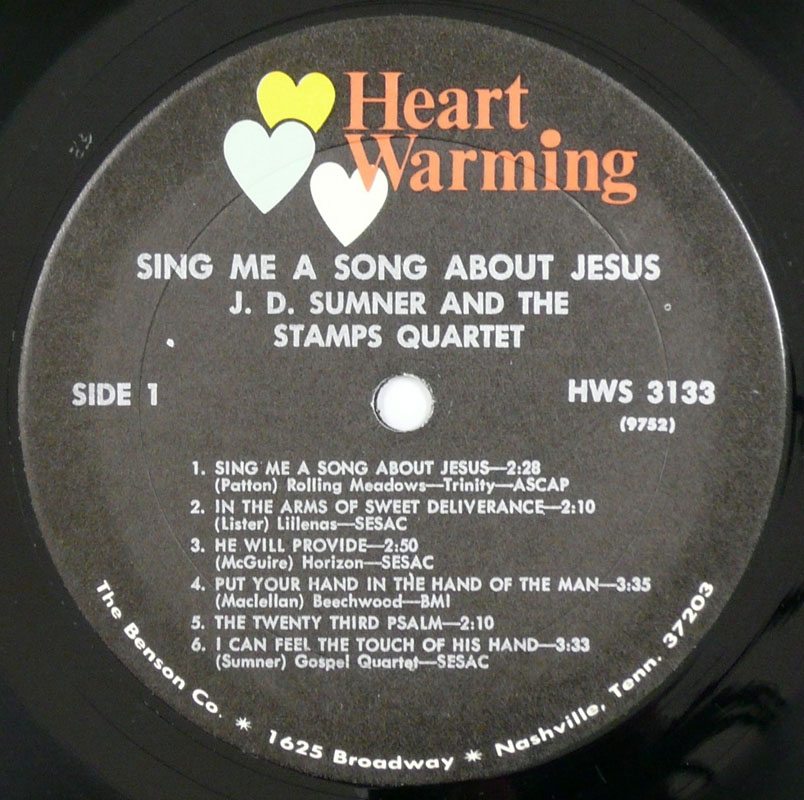 Heart
Warming
SING ME A SONG ABOUT JESUS
J. D. SUMNER AND THE
STAMPS QUARTET
SIDE 1
HWS 3133
(9752)
1. SING ME A SONG ABOUT JESUS—2:28
(Patton) Rolling Meadows—Trinity—ASCAP
2. IN THE ARMS OF SWEET DELIVERANCE—2:10
(Lister) Lillenas—SESAC
3. HE WILL PROVIDE—2:50
(McGuire) Horizon—SESAC
4. PUT YOUR HAND IN THE HAND OF THE MAN—3:35
(Maclellan) Beechwood—BMI
5. THE TWENTY THIRD PSALM—2:10
6. I CAN FEEL THE TOUCH OF HIS HAND—3:33
(Sumner) Gospel Quartet—SESAC
The Benson Co. * 1625 Broadway * Nashville, Tenn. 37203